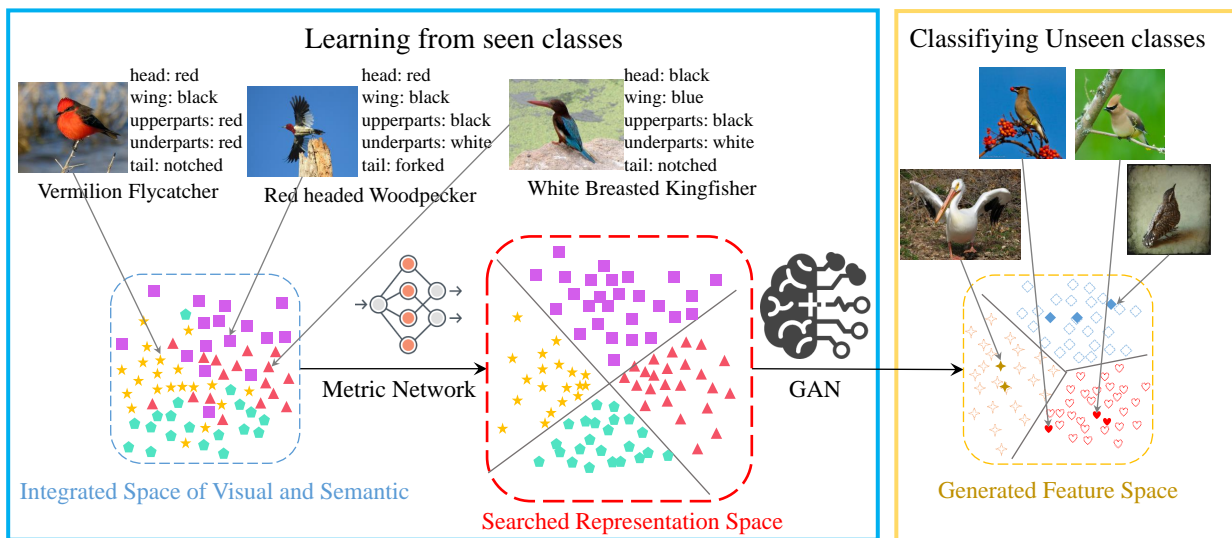 Learning from seen classes
head: red
wing: black
upperparts: red
underparts: red
tail: notched
Vermilion Flycatcher
head: red
wing: black
upperparts: black
underparts: white
tail: forked
Red headed Woodpecker
head: black
wing: blue
upperparts: black
underparts: white
tail: notched
White Breasted Kingfisher
Metric Network
GAN
Integrated Space of Visual and Semantic
Searched Representation Space
Classifiying Unseen classes
Generated Feature Space